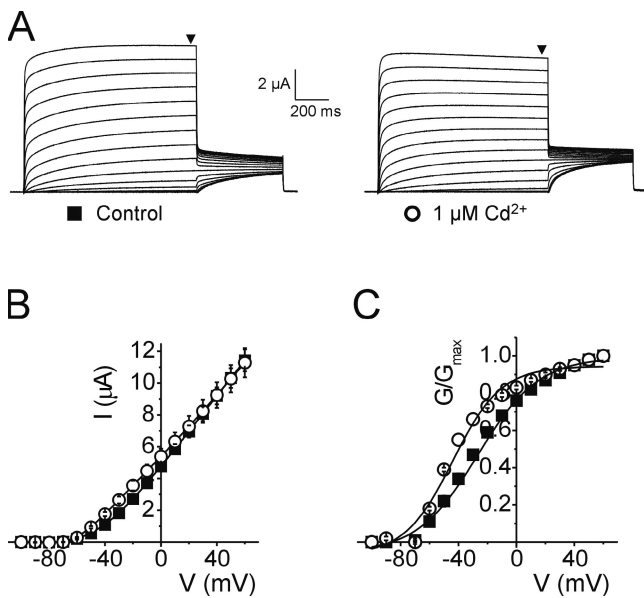 A
2 μA
200 ms
■ Control
○ 1 μM Cd²⁺
B
I (μA)
12
10
8
6
4
2
-80 -40 0 40
V (mV)
C
G/Gmax
1.0
0.8
0.6
0.4
0.2
-80 -40 0 40
V (mV)